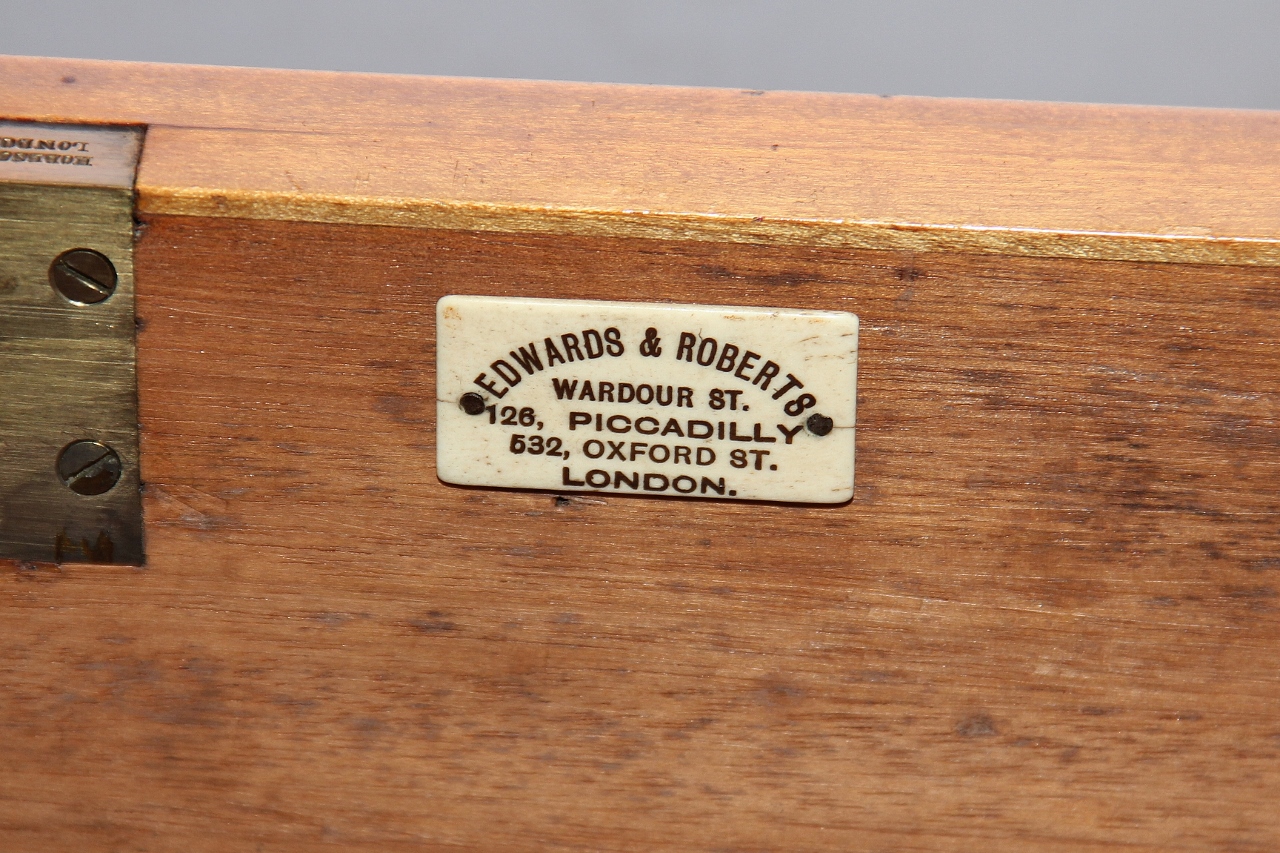 EDWARDS & ROBERTS
WARDOUR ST.
126, PICCADILLY
532, OXFORD ST.
LONDON.